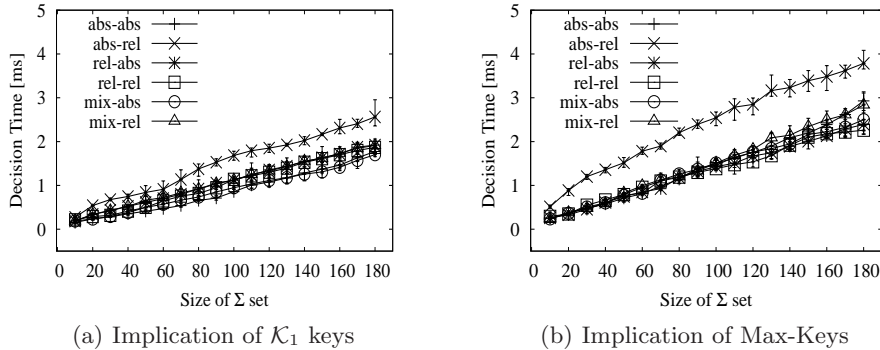 5
4
3
2
1
0
Decision Time [ms]
abs-abs
abs-rel
rel-abs
rel-rel
mix-abs
mix-rel
0 20 40 60 80 100 120 140 160 180
Size of Σ set
(a) Implication of 𝒦₁ keys
5
4
3
2
1
0
Decision Time [ms]
abs-abs
abs-rel
rel-abs
rel-rel
mix-abs
mix-rel
0 20 40 60 80 100 120 140 160 180
Size of Σ set
(b) Implication of Max-Keys